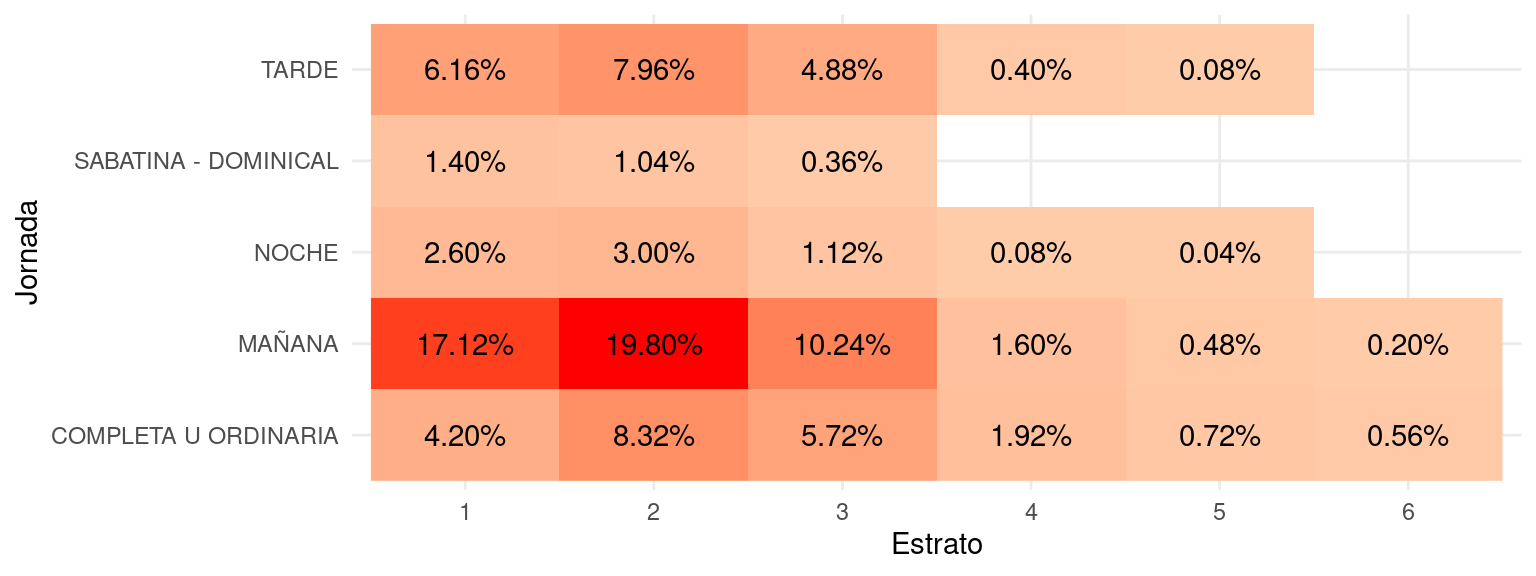 TARDE 6.16% 7.96% 4.88% 0.40% 0.08%
SABATINA - DOMINICAL 1.40% 1.04% 0.36%
NOCHE 2.60% 3.00% 1.12% 0.08% 0.04%
MAÑANA 17.12% 19.80% 10.24% 1.60% 0.48% 0.20%
COMPLETA U ORDINARIA 4.20% 8.32% 5.72% 1.92% 0.72% 0.56%
1 2 3 4 5 6
Estrato
Jornada